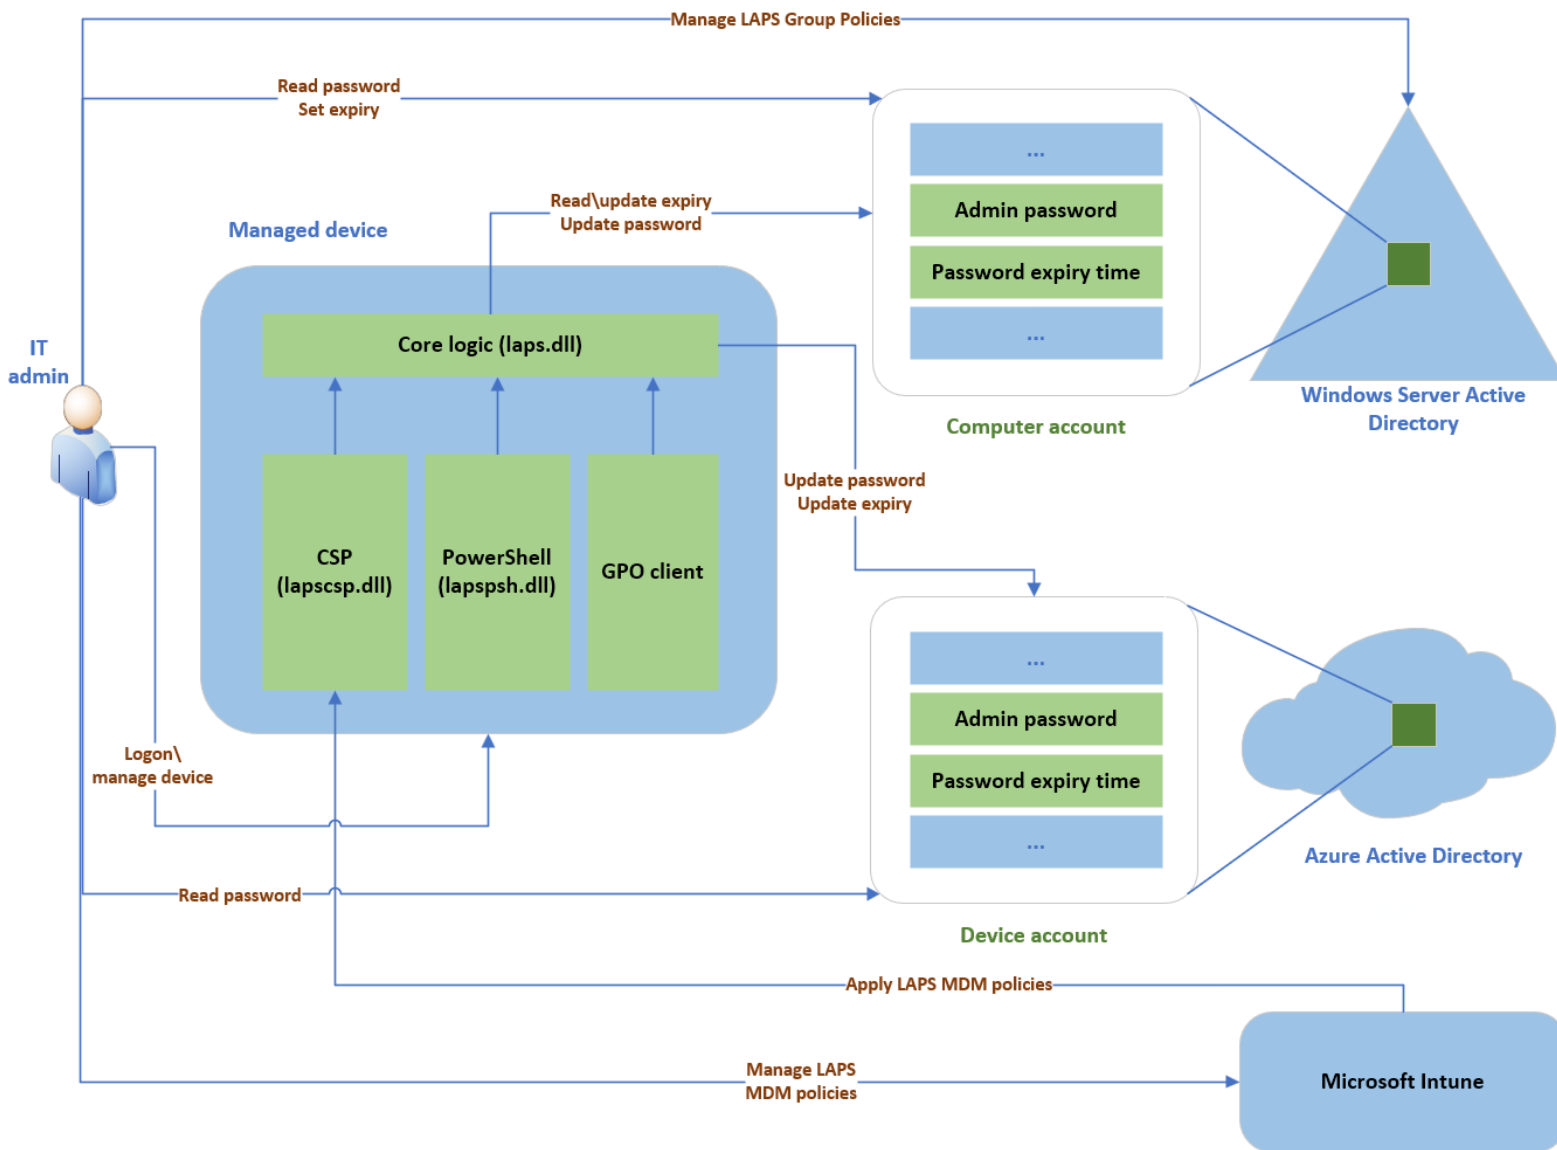 Manage LAPS Group Policies
Read password
Set expiry
...
Read\update expiry
Update password
Admin password
Managed device
Password expiry time
Core logic (laps.dll)
...
IT
admin
Windows Server Active
Directory
Computer account
Update password
Update expiry
CSP
(lapscsp.dll)
PowerShell
(lapspsh.dll)
GPO client
...
Admin password
Logon\
manage device
Password expiry time
...
Azure Active Directory
Read password
Device account
Apply LAPS MDM policies
Manage LAPS
MDM policies
Microsoft Intune